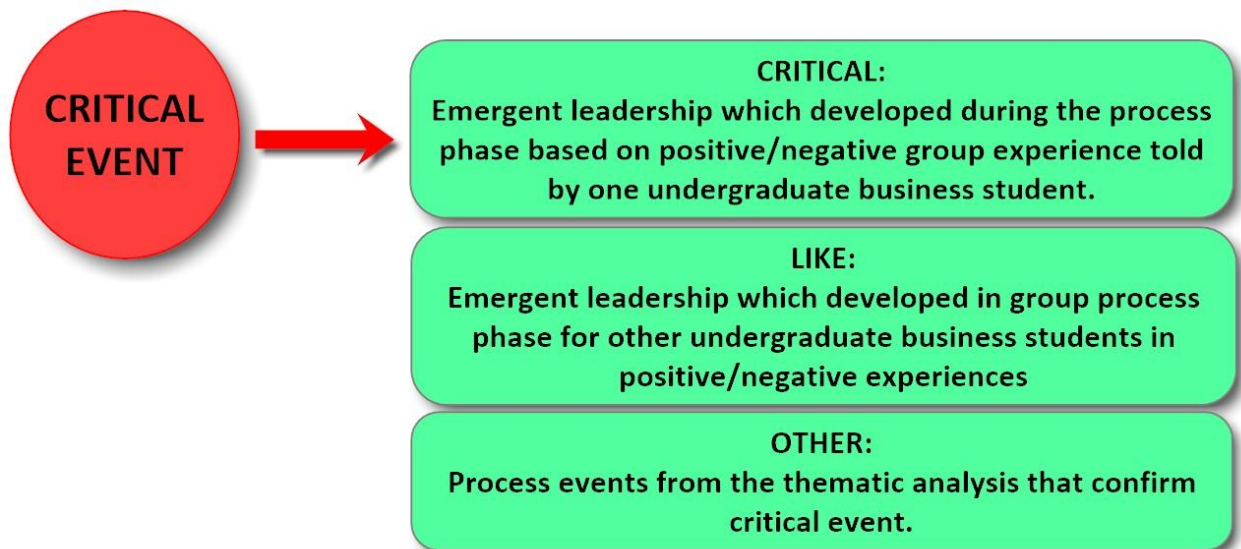 CRITICAL
EVENT
CRITICAL:
Emergent leadership which developed during the process
phase based on positive/negative group experience told
by one undergraduate business student.
LIKE:
Emergent leadership which developed in group process
phase for other undergraduate business students in
positive/negative experiences
OTHER:
Process events from the thematic analysis that confirm
critical event.